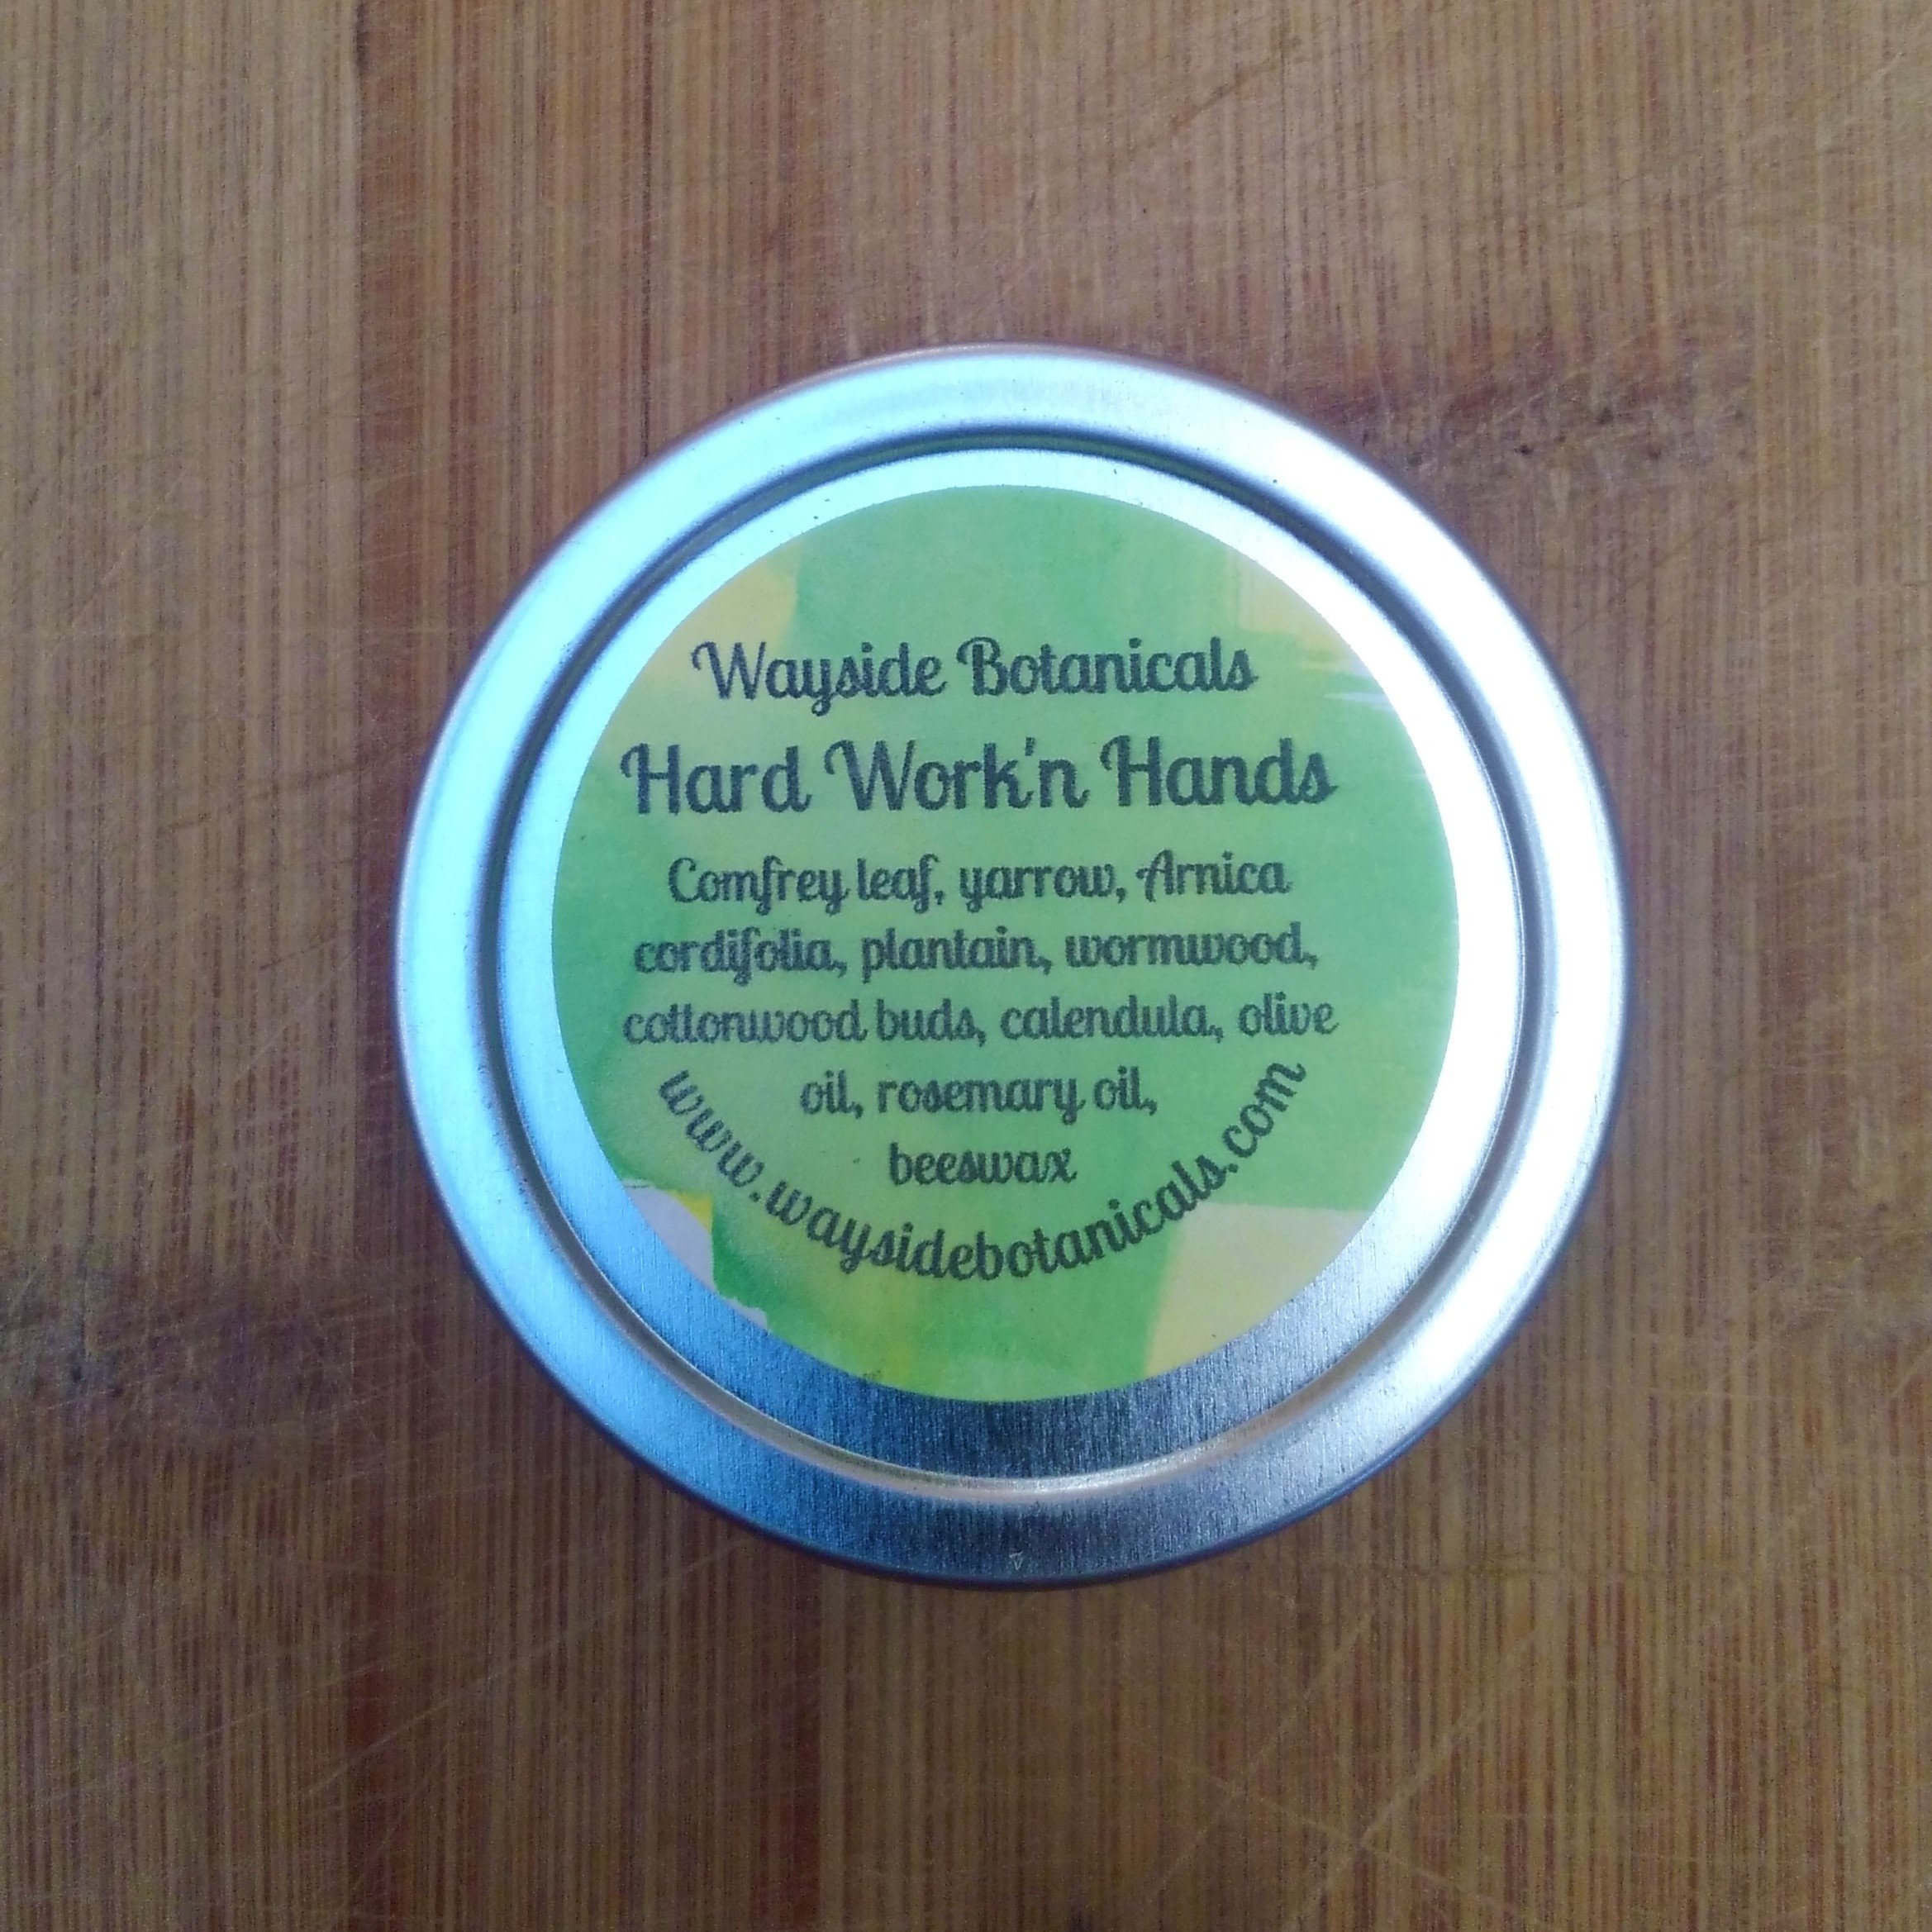 Wayside Botanicals
Hard Work'n Hands
Comfrey leaf, yarrow, Arnica
cordifolia, plantain, wormwood,
cottonwood buds, calendula, olive
oil, rosemary oil,
beeswax
www.waysidebotanicals.com